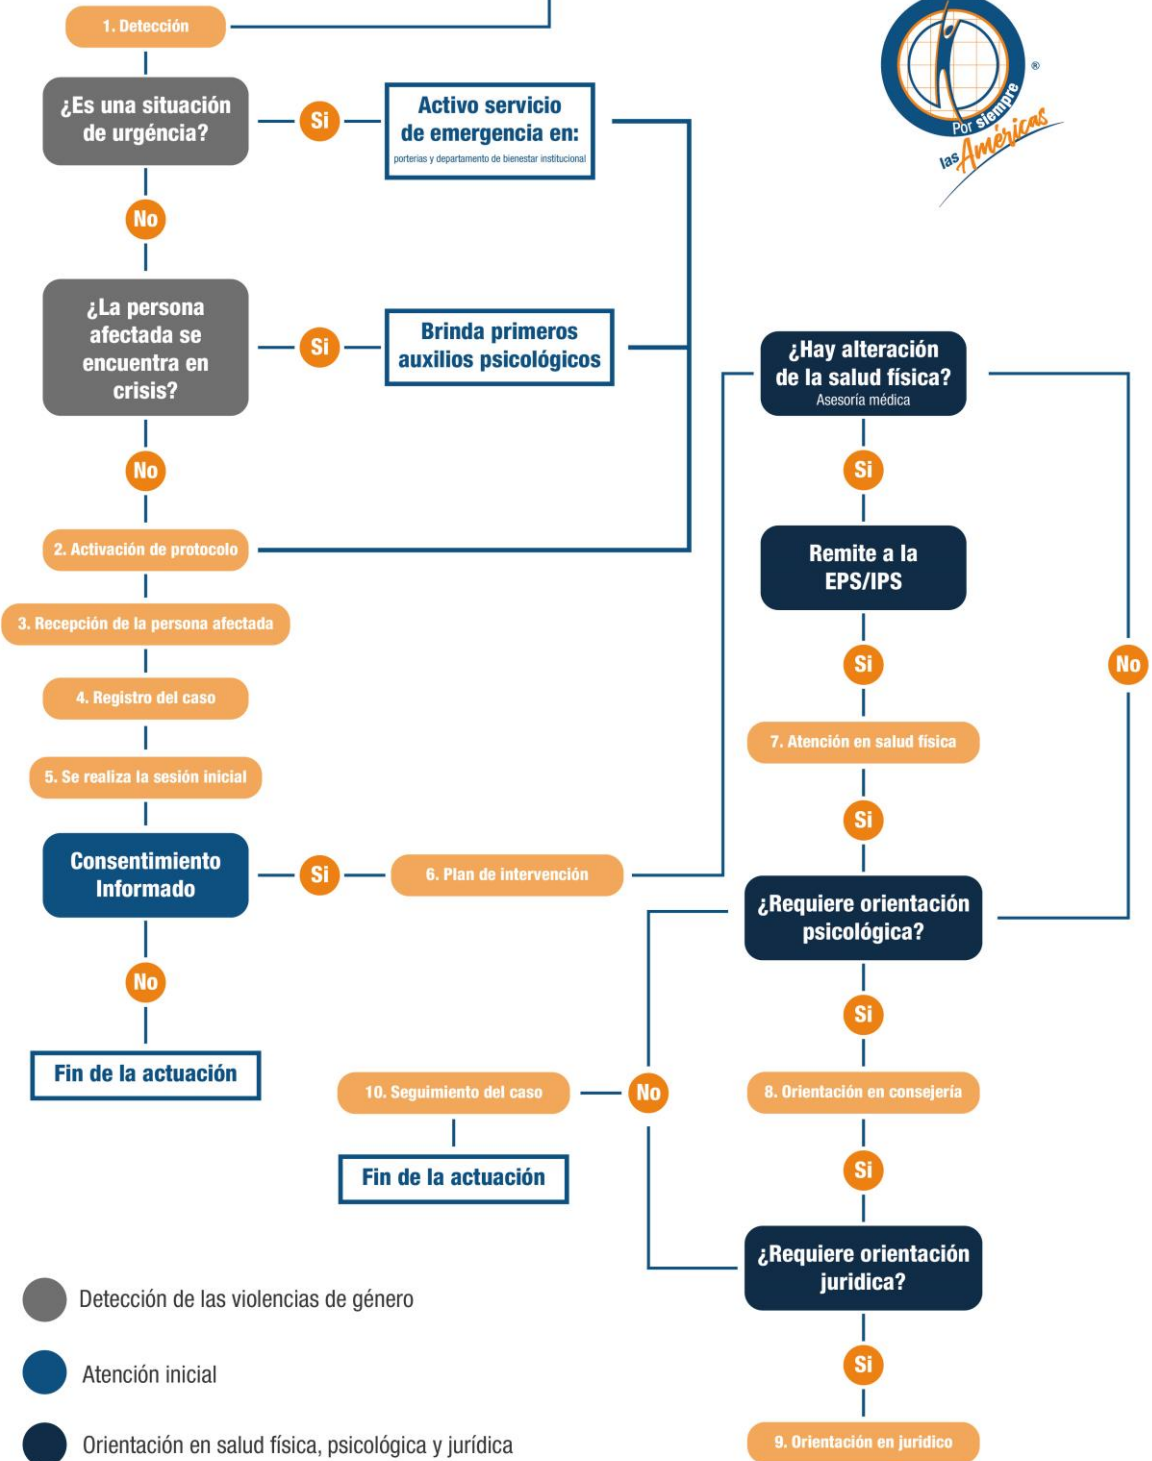 1. Detección
¿Es una situación
de urgéncia?
Si
Activo servicio
de emergencia en:
porterias y departamento de bienestar institucional
®
Por siempre
las Américas
No
¿La persona
afectada se
encuentra en
crisis?
Si
Brinda primeros
auxilios psicológicos
No
2. Activación de protocolo
3. Recepción de la persona afectada
4. Registro del caso
5. Se realiza la sesión inicial
Consentimiento
Informado
Si
6. Plan de intervención
No
Fin de la actuación
¿Hay alteración
de la salud física?
Asesoría médica
Si
No
Remite a la
EPS/IPS
Si
7. Atención en salud física
Si
¿Requiere orientación
psicológica?
Si
No
10. Seguimiento del caso
Fin de la actuación
8. Orientación en consejería
Si
¿Requiere orientación
juridica?
Si
9. Orientación en juridico
Detección de las violencias de género
Atención inicial
Orientación en salud física, psicológica y jurídica